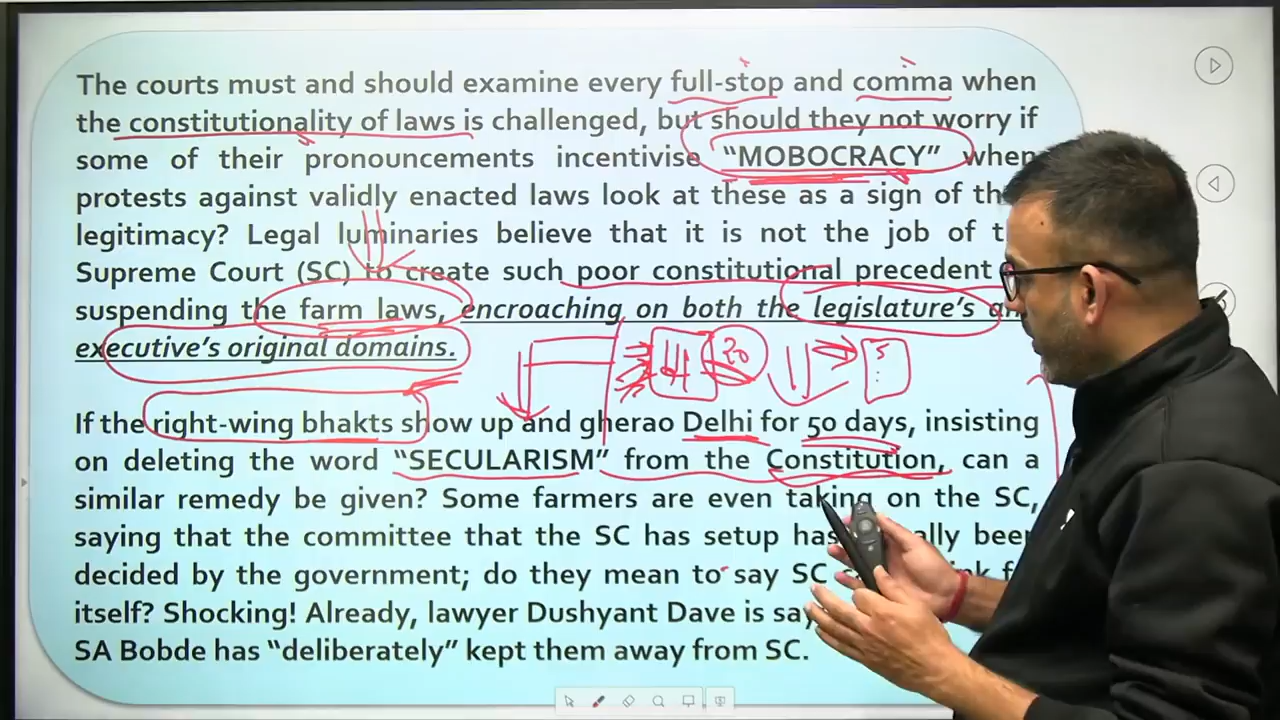 The courts must and should examine every full-stop and comma when
the constitutionality of laws is challenged, but should they not worry if
some of their pronouncements incentivise “MOBOCRACY” when
protests against validly enacted laws look at these as a sign of
legitimacy? Legal luminaries believe that it is not the job of
Supreme Court (SC) to create such poor constitutional precedent
suspending the farm laws, encroaching on both the legislature’s
executive’s original domains.
20
If the right-wing bhakts show up and gherao Delhi for 50 days, insisting
on deleting the word “SECULARISM” from the Constitution, can a
similar remedy be given? Some farmers are even taking on the SC,
saying that the committee that the SC has setup has been
decided by the government; do they mean to say SC
itself? Shocking! Already, lawyer Dushyant Dave is
SA Bobde has “deliberately” kept them away from SC.